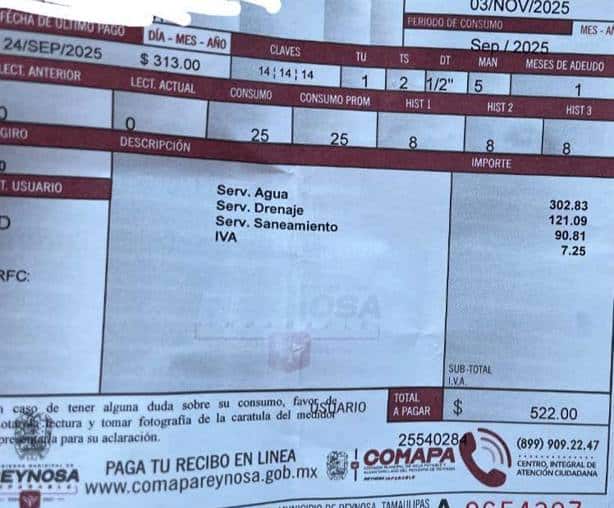 03/NOV/2025
FECHA DE ÚLTIMO PAGO
DÍA - MES - AÑO
PERIODO DE CONSUMO
MES - A
24/SEP/2025
$ 313.00
CLAVES
TU
TS
DT
MAN
Sep / 2025
MESES DE ADEUDO
14 14 14
1
2
1/2"
5
1
LECT. ANTERIOR
LECT. ACTUAL
CONSUMO
CONSUMO PROM
HIST 1
HIST 2
HIST 3
0
0
25
25
8
8
8
GIRO
DESCRIPCIÓN
IMPORTE
T. USUARIO
Serv. Agua 302.83
Serv. Drenaje 121.09
Serv. Saneamiento 90.81
IVA 7.25
RFC:
REYNOSA
SUB-TOTAL
I.V.A.
caso de tener alguna duda sobre su consumo, favor de
lectura y tomar fotografía de la caratula del medidor
para su aclaración.
USUARIO
TOTAL
A PAGAR
$ 522.00
25540284
PAGA TU RECIBO EN LINEA
www.comapareynosa.gob.mx
EYNOSA
COMAPA
(899) 909.22.47
CENTRO, INTEGRAL DE
ATENCIÓN CIUDADANA
TAMAULIPAS